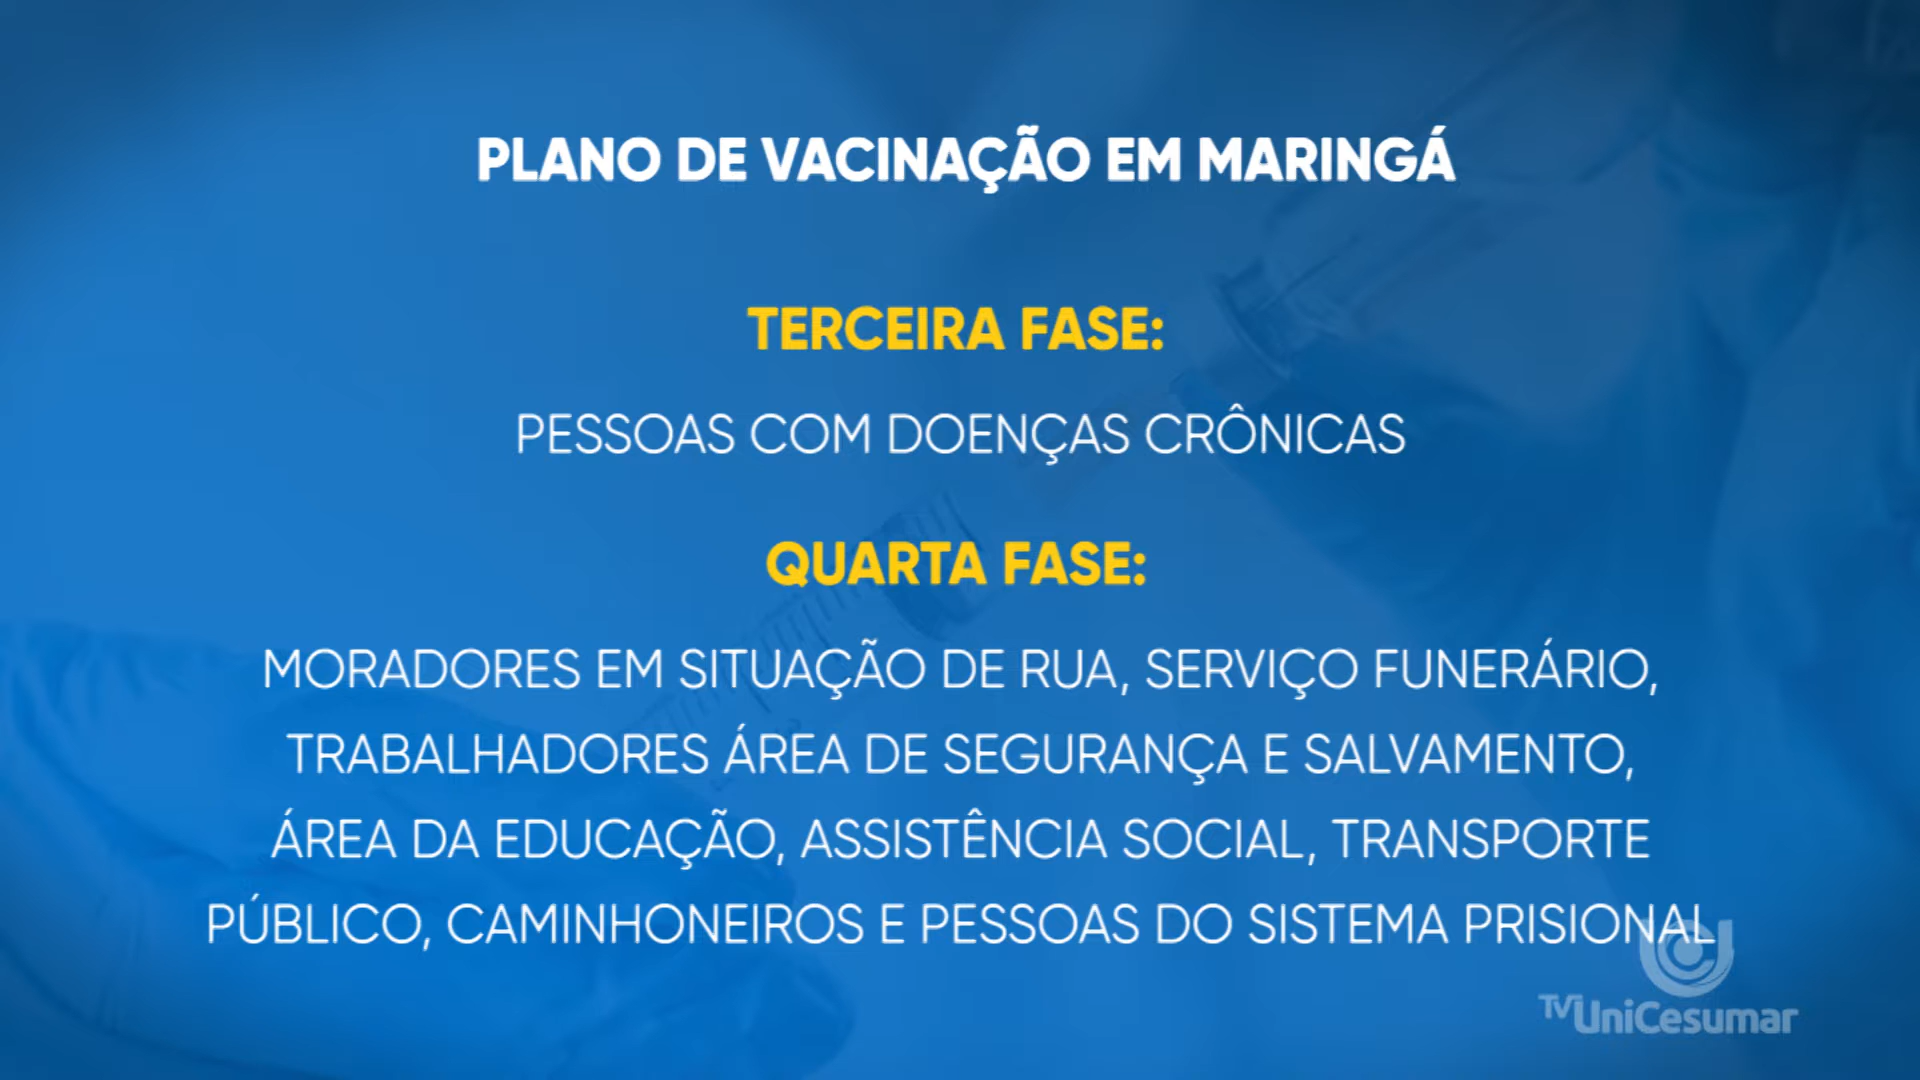 PLANO DE VACINAÇÃO EM MARINGÁ
TERCEIRA FASE:
PESSOAS COM DOENÇAS CRÔNICAS
QUARTA FASE:
MORADORES EM SITUAÇÃO DE RUA, SERVIÇO FUNERÁRIO,
TRABALHADORES ÁREA DE SEGURANÇA E SALVAMENTO,
ÁREA DA EDUCAÇÃO, ASSISTÊNCIA SOCIAL, TRANSPORTE
PÚBLICO, CAMINHONEIROS E PESSOAS DO SISTEMA PRISIONAL
TV UniCesumar